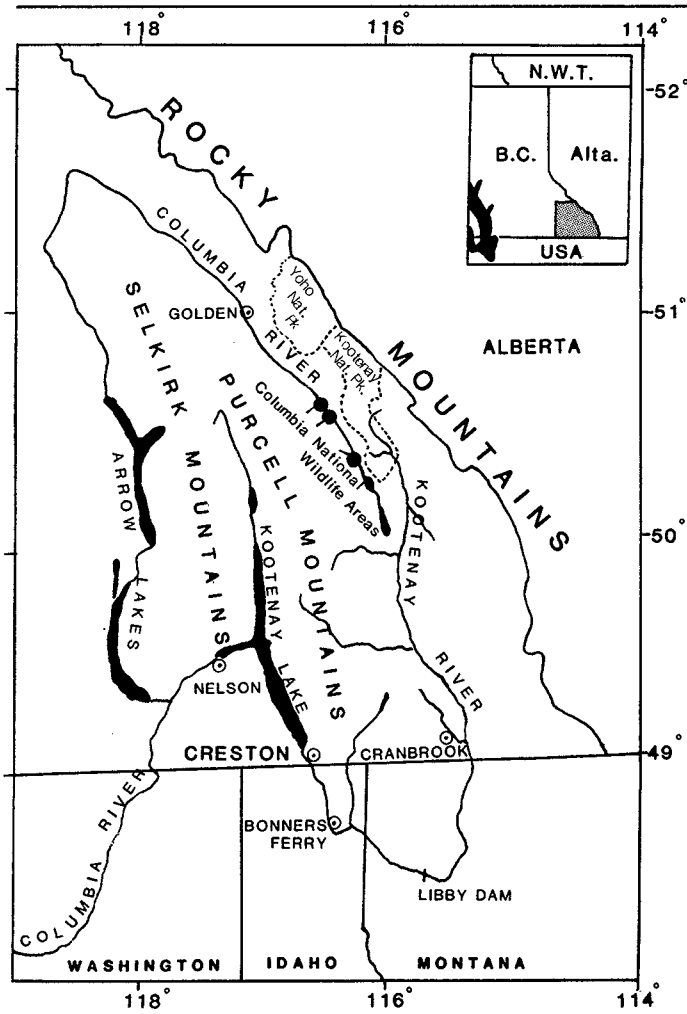 118°
116°
114°
N.W.T.
B.C.
Alta.
USA
52°
ROCKY
MOUNTAINS
COLUMBIA
RIVER
Yoho
Nat.
Pk
GOLDEN
51°
Kootenay
Nat. Pk.
ALBERTA
SELKIRK
MOUNTAINS
PURCELL MOUNTAINS
Columbia National
Wildlife Areas
ARROW
LAKES
KOOTENAY
LAKE
KOOTENAY
RIVER
50°
NELSON
CRESTON
CRANBROOK
49°
COLUMBIA RIVER
BONNERS
FERRY
LIBBY DAM
WASHINGTON
IDAHO
MONTANA
118°
116°
114°